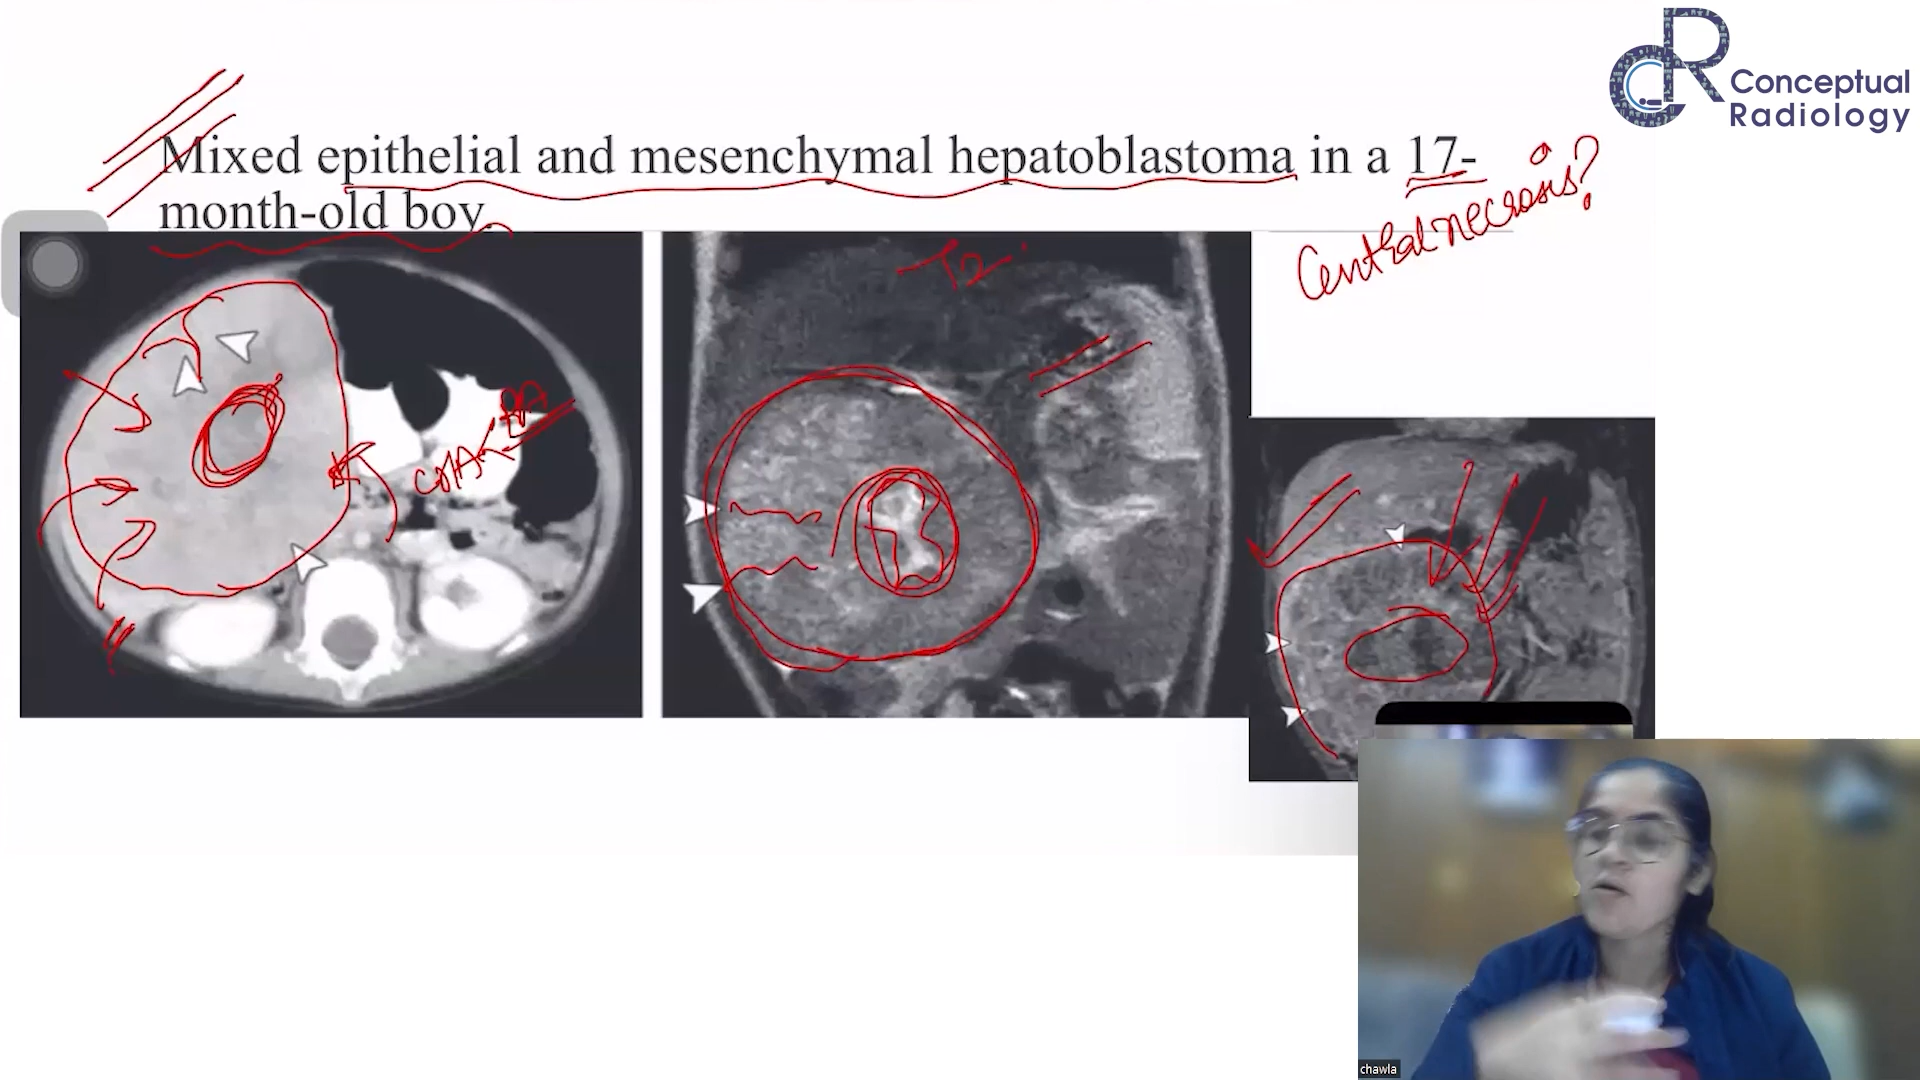 Conceptual
Radiology
Mixed epithelial and mesenchymal hepatoblastoma in a 17-
month-old boy.
Central necrosis?
T2
chawla